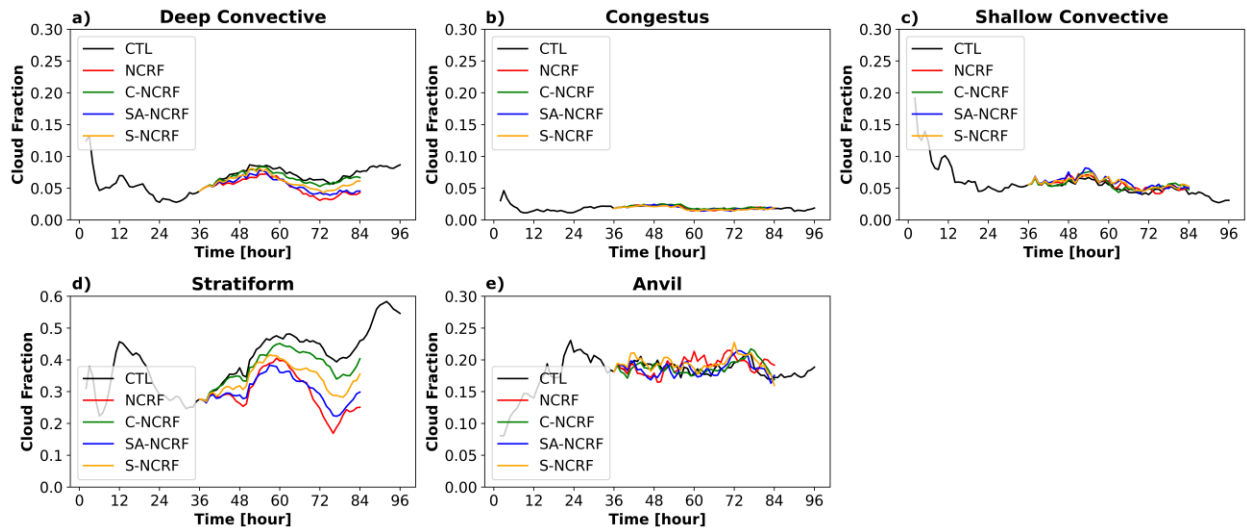 a) Deep Convective
0.30
0.25
0.20
0.15
0.10
0.05
0.00
Cloud Fraction
CTL
NCRF
C-NCRF
SA-NCRF
S-NCRF
0 12 24 36 48 60 72 84 96
Time [hour]
b) Congestus
0.30
0.25
0.20
0.15
0.10
0.05
0.00
Cloud Fraction
CTL
NCRF
C-NCRF
SA-NCRF
S-NCRF
0 12 24 36 48 60 72 84 96
Time [hour]
c) Shallow Convective
0.30
0.25
0.20
0.15
0.10
0.05
0.00
Cloud Fraction
CTL
NCRF
C-NCRF
SA-NCRF
S-NCRF
0 12 24 36 48 60 72 84 96
Time [hour]
d) Stratiform
0.6
0.5
0.4
0.3
0.2
0.1
0.0
Cloud Fraction
CTL
NCRF
C-NCRF
SA-NCRF
S-NCRF
0 12 24 36 48 60 72 84 96
Time [hour]
e) Anvil
0.30
0.25
0.20
0.15
0.10
0.05
0.00
Cloud Fraction
CTL
NCRF
C-NCRF
SA-NCRF
S-NCRF
0 12 24 36 48 60 72 84 96
Time [hour]